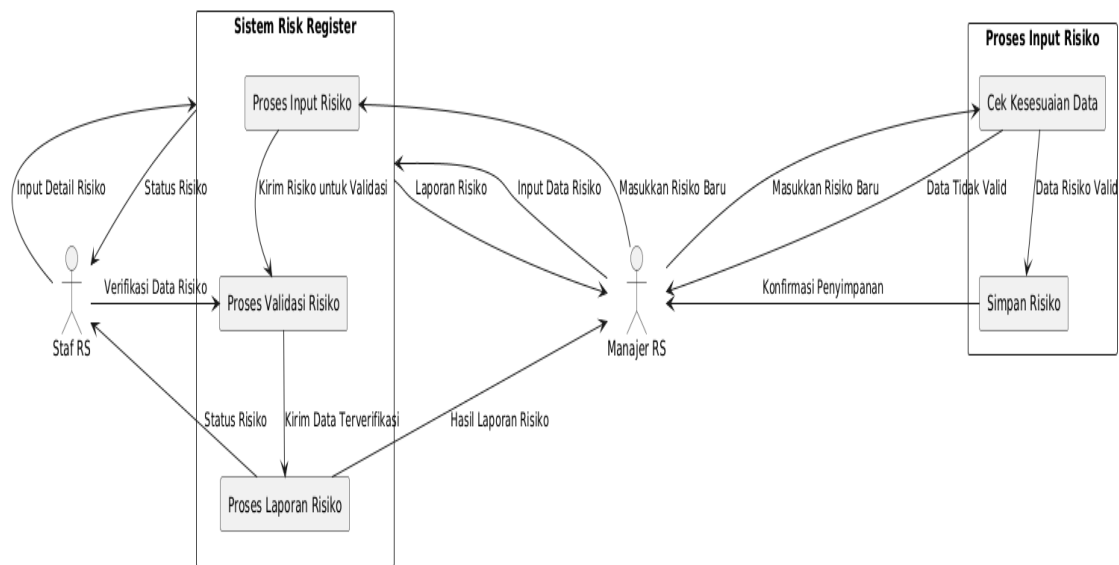 Sistem Risk Register
Proses Input Risiko
Proses Input Risiko
Cek Kesesuaian Data
Input Detail Risiko
Status Risiko
Kirim Risiko untuk Validasi
Laporan Risiko
Input Data Risiko
Masukkan Risiko Baru
Masukkan Risiko Baru
Data Tidak Valid
Data Risiko Valid
Verifikasi Data Risiko
Proses Validasi Risiko
Konfirmasi Penyimpanan
Simpan Risiko
Staf RS
Manajer RS
Status Risiko
Kirim Data Terverifikasi
Hasil Laporan Risiko
Proses Laporan Risiko